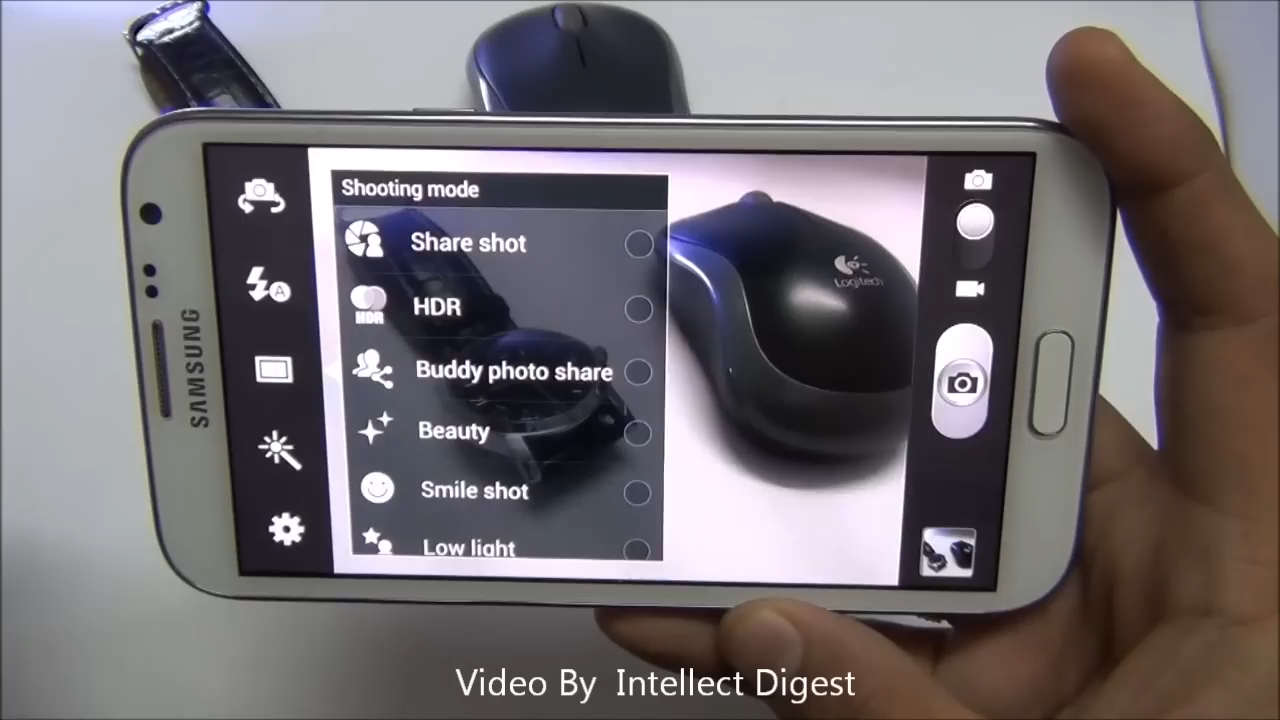 Shooting mode
Share shot
HDR
HDR
Buddy photo share
Beauty
Smile shot
Low light
A
SAMSUNG
Logitech
Video By Intellect Digest